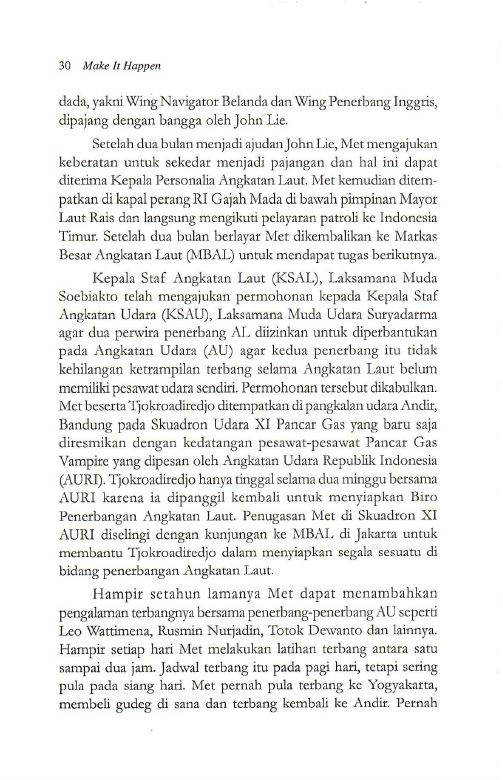 30 Make It Happen
dada, yakni Wing Navigator Belanda dan Wing Penerbang Inggris,
dipajang dengan bangga oleh John Lie.
Setelah dua bulan menjadi ajudan John Lie, Met mengajukan
keberatan untuk sekedar menjadi pajangan dan hal ini dapat
diterima Kepala Personalia Angkatan Laut. Met kemudian ditem-
patkan di kapal perang RI Gajah Mada di bawah pimpinan Mayor
Laut Rais dan langsung mengikuti pelayaran patroli ke Indonesia
Timur. Setelah dua bulan berlayar Met dikembalikan ke Markas
Besar Angkatan Laut (MBAL) untuk mendapat tugas berikutnya.
Kepala Staf Angkatan Laut (KSAL), Laksamana Muda
Soebiakto telah mengajukan permohonan kepada Kepala Staf
Angkatan Udara (KSAU), Laksamana Muda Udara Suryadarma
agar dua perwira penerbang AL diizinkan untuk diperbantukan
pada Angkatan Udara (AU) agar kedua penerbang itu tidak
kehilangan ketrampilan terbang selama Angkatan Laut belum
memiliki pesawat udara sendiri. Permohonan tersebut dikabulkan.
Met beserta Tjokroadiredjo ditempatkan di pangkalan udara Andir,
Bandung pada Skuadron Udara XI Pancar Gas yang baru saja
diresmikan dengan kedatangan pesawat-pesawat Pancar Gas
Vampire yang dipesan oleh Angkatan Udara Republik Indonesia
(AURI). Tjokroadiredjo hanya tinggal selama dua minggu bersama
AURI karena ia dipanggil kembali untuk menyiapkan Biro
Penerbangan Angkatan Laut. Penugasan Met di Skuadron XI
AURI diselingi dengan kunjungan ke MBAL di Jakarta untuk
membantu Tjokroadiredjo dalam menyiapkan segala sesuatu di
bidang penerbangan Angkatan Laut.
Hampir setahun lamanya Met dapat menambahkan
pengalaman terbangnya bersama penerbang-penerbang AU seperti
Leo Wattimena, Rusmin Nurjadin, Totok Dewanto dan lainnya.
Hampir setiap hari Met melakukan latihan terbang antara satu
sampai dua jam. Jadwal terbang itu pada pagi hari, tetapi sering
pula pada siang hari. Met pernah pula terbang ke Yogyakarta,
membeli gudeg di sana dan terbang kembali ke Andir. Pernah